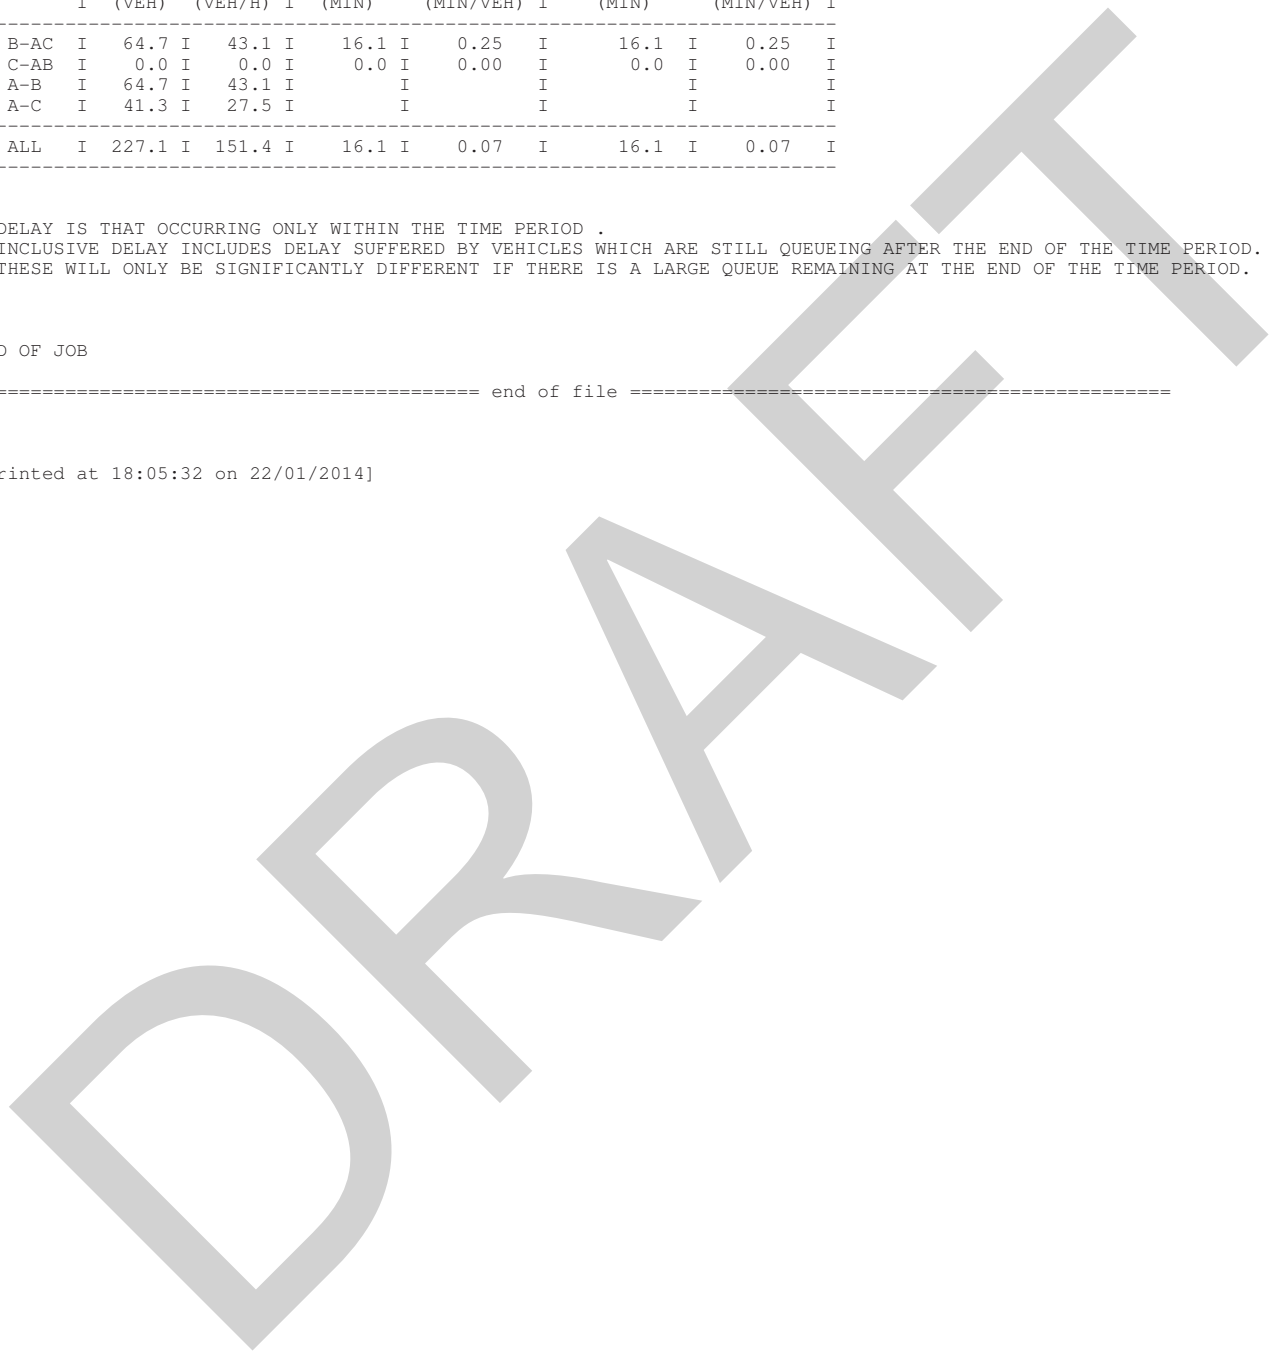 I (VEH) (VEH/H) I (MIN) (MIN/VEH) I (MIN) (MIN/VEH) I
--------------------------------------------------------------------------
B-AC I 64.7 I 43.1 I 16.1 I 0.25 I 16.1 I 0.25 I
C-AB I 0.0 I 0.0 I 0.0 I 0.00 I 0.0 I 0.00 I
A-B I 64.7 I 43.1 I I I I I
A-C I 41.3 I 27.5 I I I I I
--------------------------------------------------------------------------
ALL I 227.1 I 151.4 I 16.1 I 0.07 I 16.1 I 0.07 I
--------------------------------------------------------------------------
DELAY IS THAT OCCURRING ONLY WITHIN THE TIME PERIOD .
INCLUSIVE DELAY INCLUDES DELAY SUFFERED BY VEHICLES WHICH ARE STILL QUEUEING AFTER THE END OF THE TIME PERIOD.
THESE WILL ONLY BE SIGNIFICANTLY DIFFERENT IF THERE IS A LARGE QUEUE REMAINING AT THE END OF THE TIME PERIOD.
D OF JOB
========================================== end of file ===============================================
rinted at 18:05:32 on 22/01/2014]
DRAFT